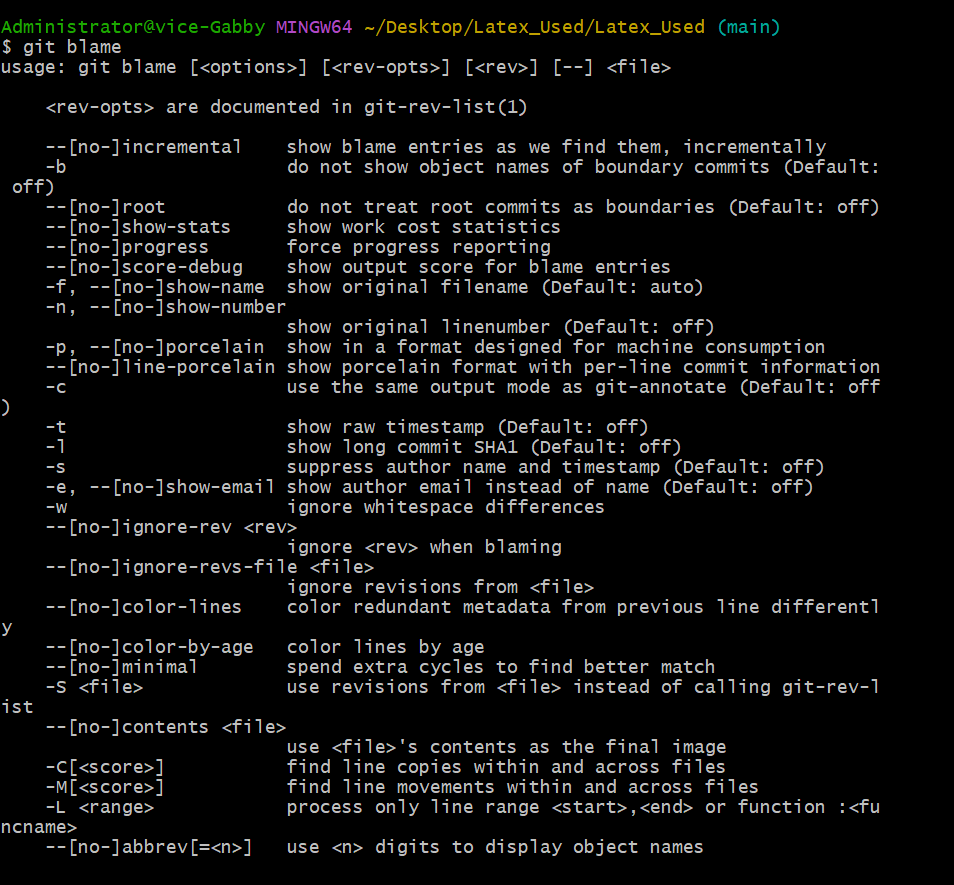 Administrator@vice-Gabby MINGW64 ~/Desktop/Latex_Used/Latex_Used (main)
$ git blame
usage: git blame [<options>] [<rev-opts>] [<rev>] [--] <file>

    <rev-opts> are documented in git-rev-list(1)

    --[no-]incremental    show blame entries as we find them, incrementally
    -b                    do not show object names of boundary commits (Default:
 off)
    --[no-]root           do not treat root commits as boundaries (Default: off)
    --[no-]show-stats     show work cost statistics
    --[no-]progress       force progress reporting
    --[no-]score-debug    show output score for blame entries
    -f, --[no-]show-name  show original filename (Default: auto)
    -n, --[no-]show-number
                          show original linenumber (Default: off)
    -p, --[no-]porcelain  show in a format designed for machine consumption
    --[no-]line-porcelain show porcelain format with per-line commit information
    -c                    use the same output mode as git-annotate (Default: off
)
    -t                    show raw timestamp (Default: off)
    -l                    show long commit SHA1 (Default: off)
    -s                    suppress author name and timestamp (Default: off)
    -e, --[no-]show-email show author email instead of name (Default: off)
    -w                    ignore whitespace differences
    --[no-]ignore-rev <rev>
                          ignore <rev> when blaming
    --[no-]ignore-revs-file <file>
                          ignore revisions from <file>
    --[no-]color-lines    color redundant metadata from previous line differentl
y
    --[no-]color-by-age   color lines by age
    --[no-]minimal        spend extra cycles to find better match
    -S <file>             use revisions from <file> instead of calling git-rev-l
ist
    --[no-]contents <file>
                          use <file>'s contents as the final image
    -C[<score>]           find line copies within and across files
    -M[<score>]           find line movements within and across files
    -L <range>            process only line range <start>,<end> or function :<fu
ncname>
    --[no-]abbrev[=<n>]   use <n> digits to display object names